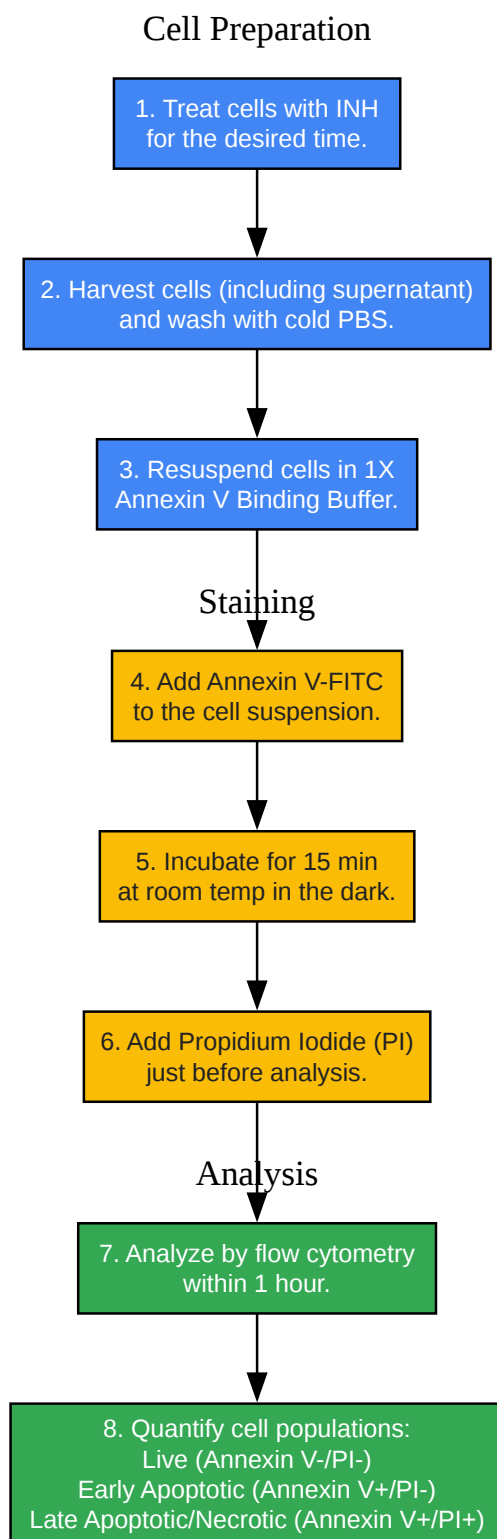 Cell Preparation
1. Treat cells with INH
for the desired time.
2. Harvest cells (including supernatant)
and wash with cold PBS.
3. Resuspend cells in 1X
Annexin V Binding Buffer.
Staining
4. Add Annexin V-FITC
to the cell suspension.
5. Incubate for 15 min
at room temp in the dark.
6. Add Propidium Iodide (PI)
just before analysis.
Analysis
7. Analyze by flow cytometry
within 1 hour.
8. Quantify cell populations:
Live (Annexin V-/PI-)
Early Apoptotic (Annexin V+/PI-)
Late Apoptotic/Necrotic (Annexin V+/PI+)